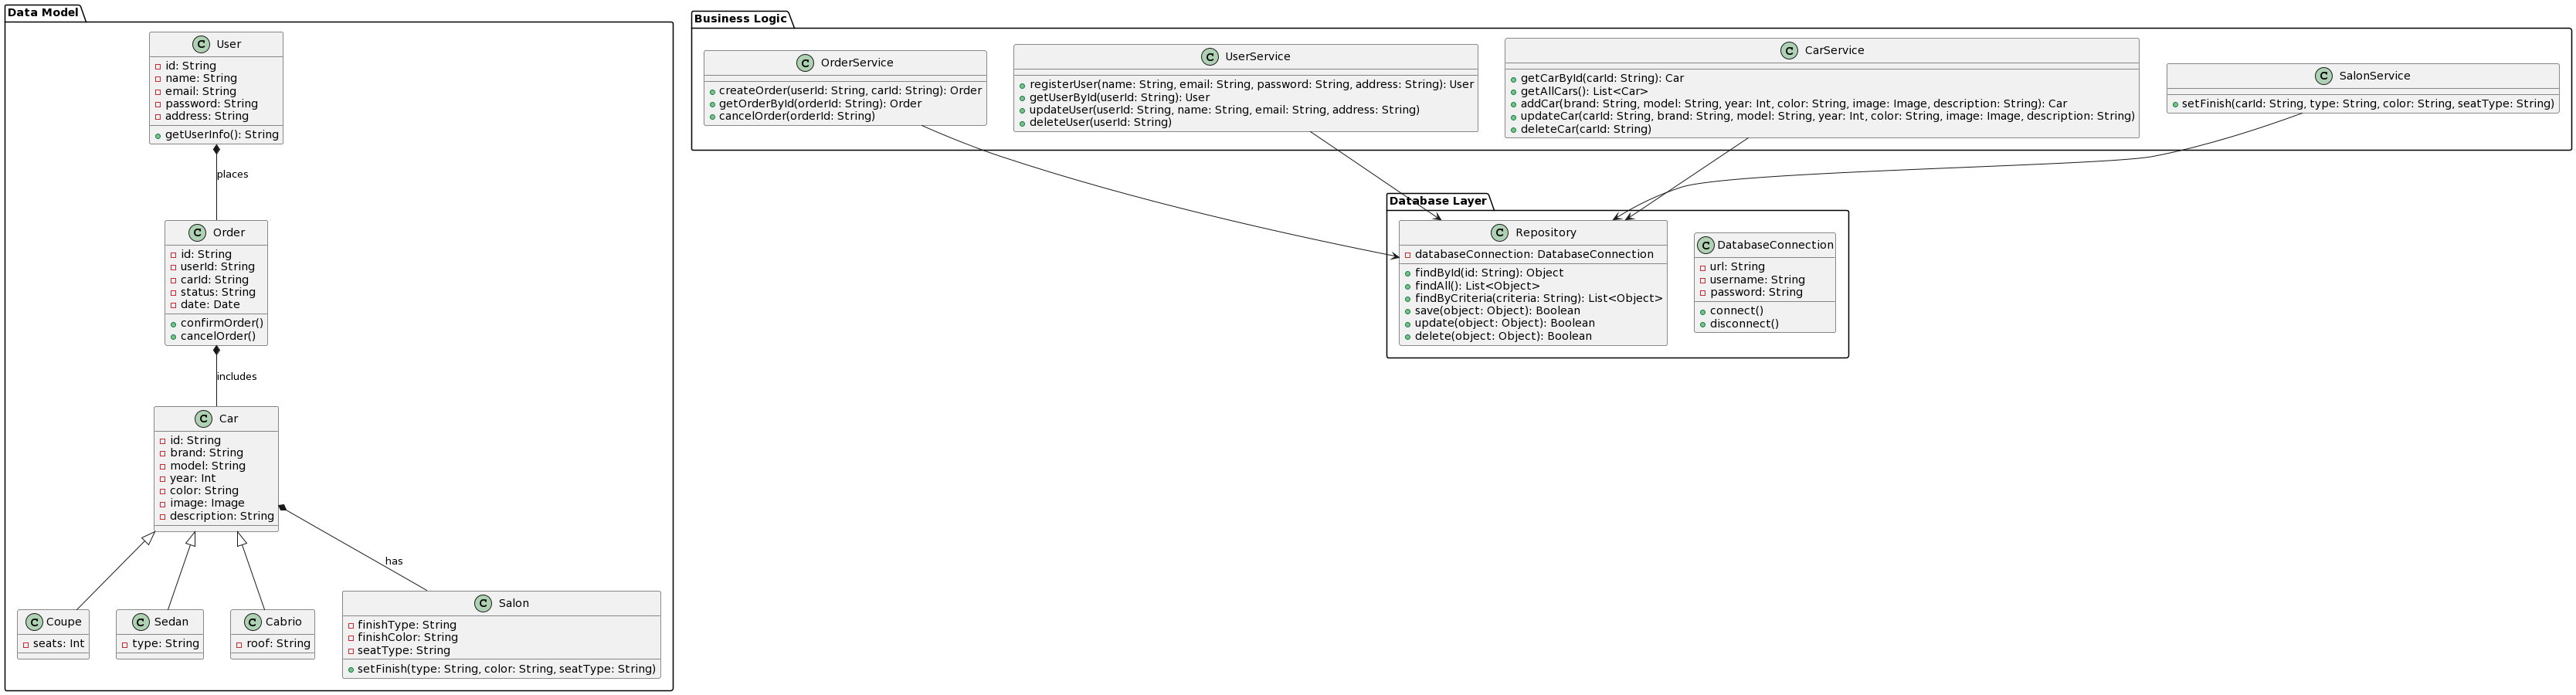 Data Model
C User
id: String
name: String
email: String
password: String
address: String
getUserInfo(): String
places
C Order
id: String
userId: String
carId: String
status: String
date: Date
confirmOrder()
cancelOrder()
includes
C Car
id: String
brand: String
model: String
year: Int
color: String
image: Image
description: String
has
C Coupe
seats: Int
C Sedan
type: String
C Cabrio
roof: String
C Salon
finishType: String
finishColor: String
seatType: String
setFinish(type: String, color: String, seatType: String)
Business Logic
C OrderService
createOrder(userId: String, carId: String): Order
getOrderById(orderId: String): Order
cancelOrder(orderId: String)
C UserService
registerUser(name: String, email: String, password: String, address: String): User
getUserById(userId: String): User
updateUser(userId: String, name: String, email: String, address: String)
deleteUser(userId: String)
C CarService
getCarById(carId: String): Car
getAllCars(): List<Car>
addCar(brand: String, model: String, year: Int, color: String, image: Image, description: String): Car
updateCar(carId: String, brand: String, model: String, year: Int, color: String, image: Image, description: String)
deleteCar(carId: String)
C SalonService
setFinish(carId: String, type: String, color: String, seatType: String)
Database Layer
C Repository
databaseConnection: DatabaseConnection
findById(id: String): Object
findAll(): List<Object>
findByCriteria(criteria: String): List<Object>
save(object: Object): Boolean
update(object: Object): Boolean
delete(object: Object): Boolean
C DatabaseConnection
url: String
username: String
password: String
connect()
disconnect()